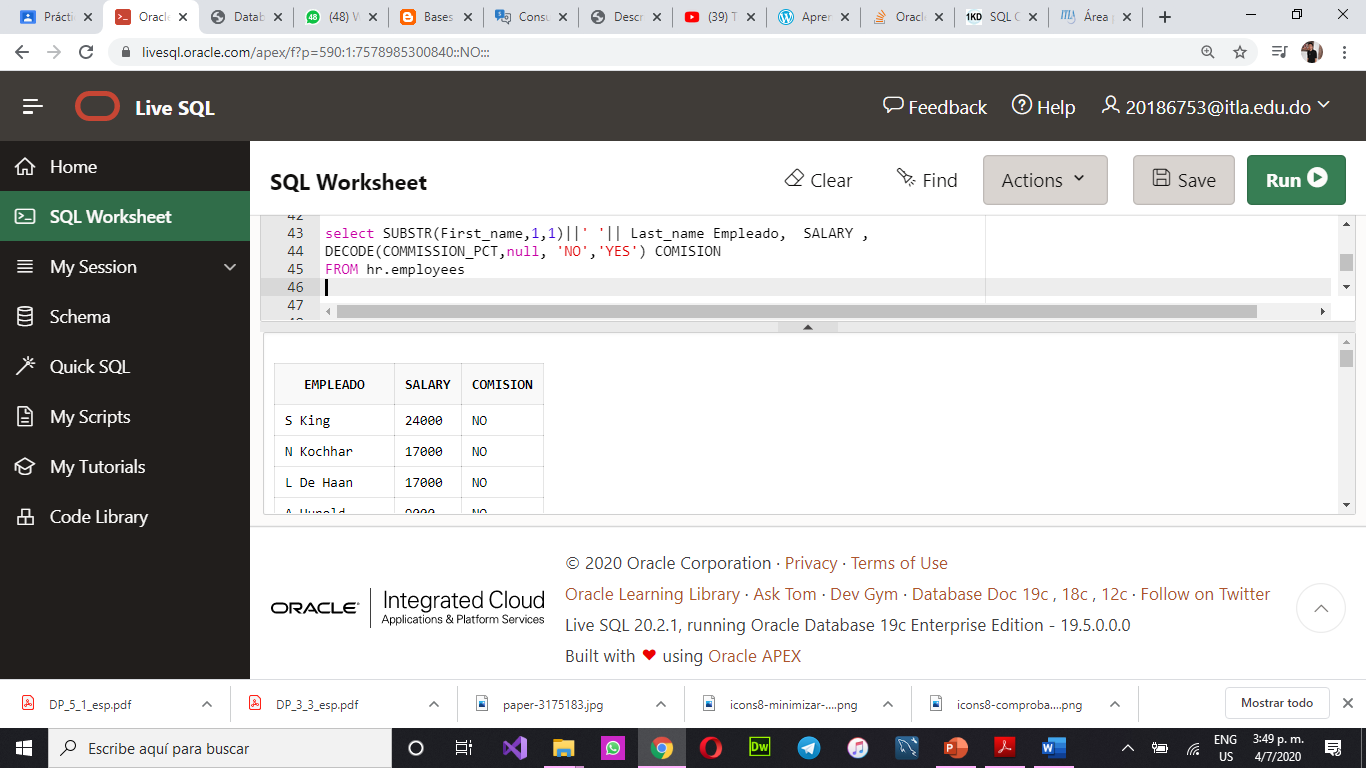 Prácti
Oracle
Datab
(48) W
Bases
Consu
Descr
(39) T
Aprer
Oracle
1KD SQL C
Área p
livesql.oracle.com/apex/f?p=590:1:7578985300840::NO:::
Live SQL
Feedback
Help
20186753@itla.edu.do
Home
SQL Worksheet
My Session
Schema
Quick SQL
My Scripts
My Tutorials
Code Library
SQL Worksheet
Clear
Find
Actions
Save
Run
42
43 select SUBSTR(First_name,1,1)||' '|| Last_name Empleado,  SALARY ,
44 DECODE(COMMISSION_PCT,null, 'NO','YES') COMISION
45 FROM hr.employees
46
47
EMPLEADO SALARY COMISION
S King 24000 NO
N Kochhar 17000 NO
L De Haan 17000 NO
A Hunold 9000 NO
ORACLE
Integrated Cloud
Applications & Platform Services
© 2020 Oracle Corporation · Privacy · Terms of Use
Oracle Learning Library · Ask Tom · Dev Gym · Database Doc 19c , 18c , 12c · Follow on Twitter
Live SQL 20.2.1, running Oracle Database 19c Enterprise Edition - 19.5.0.0.0
Built with ❤ using Oracle APEX
DP_5_1_esp.pdf
DP_3_3_esp.pdf
paper-3175183.jpg
icons8-minimizar-....png
icons8-comproba....png
Mostrar todo
Escribe aquí para buscar
Dw
ENG
US
3:49 p. m.
4/7/2020